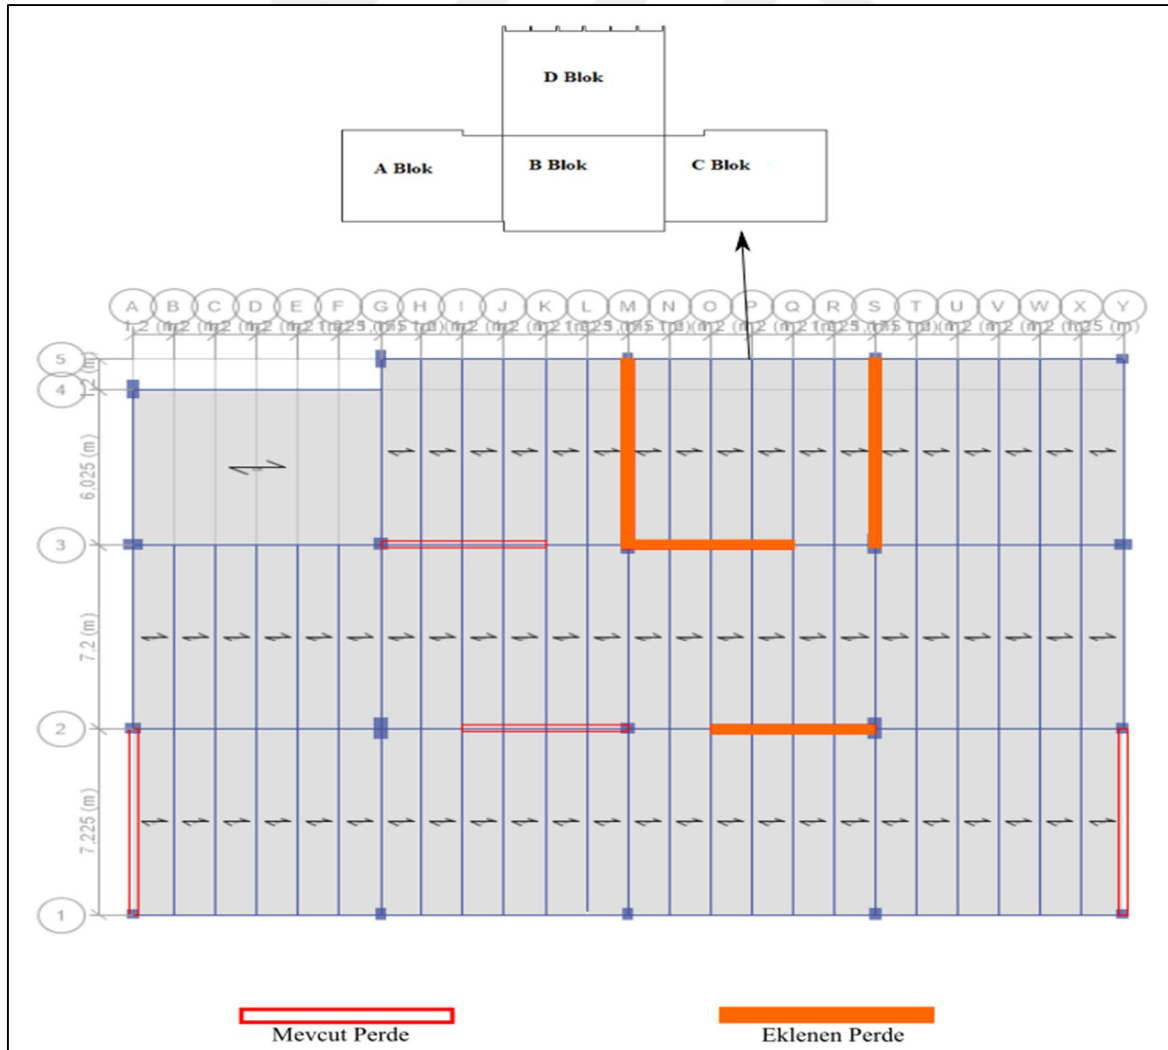 D Blok
A Blok
B Blok
C Blok
A B C D E F G H I J K L M N O P Q R S T U V W X Y
5
4
6,025 (m)
3
7,2 (m)
2
7,225 (m)
1
Mevcut Perde
Eklenen Perde